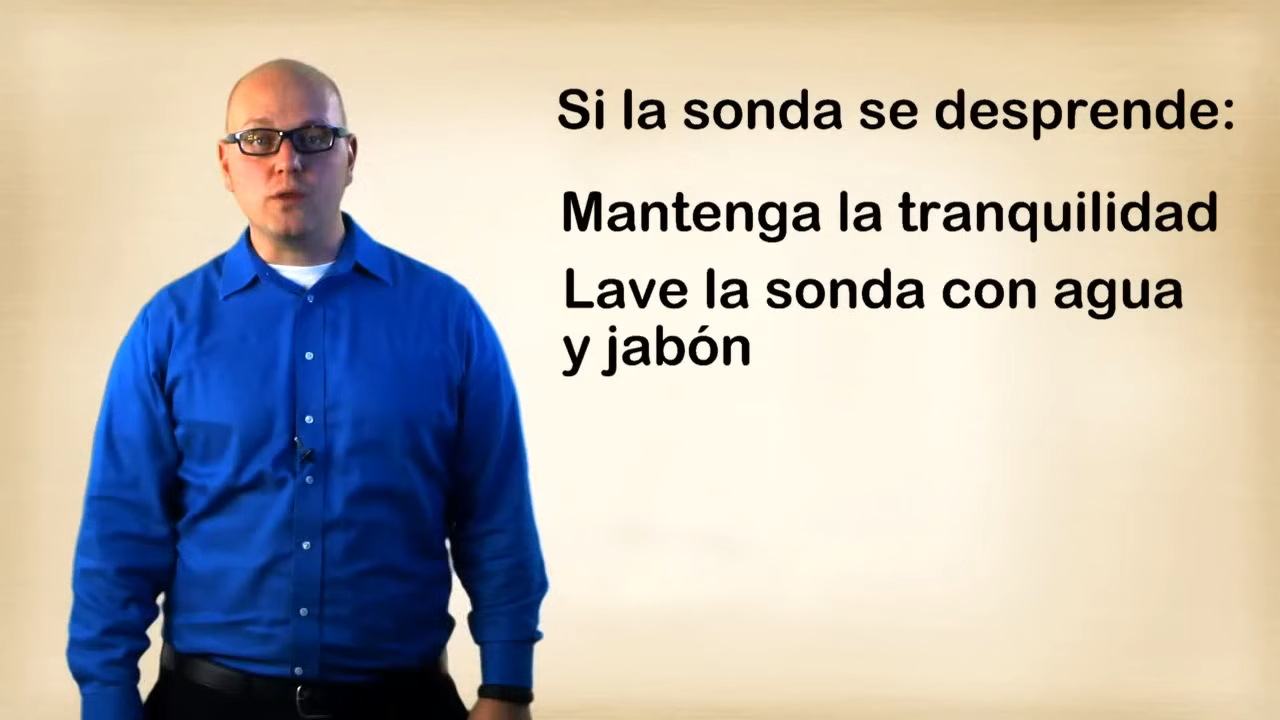 Si la sonda se desprende:
Mantenga la tranquilidad
Lave la sonda con agua
y jabón